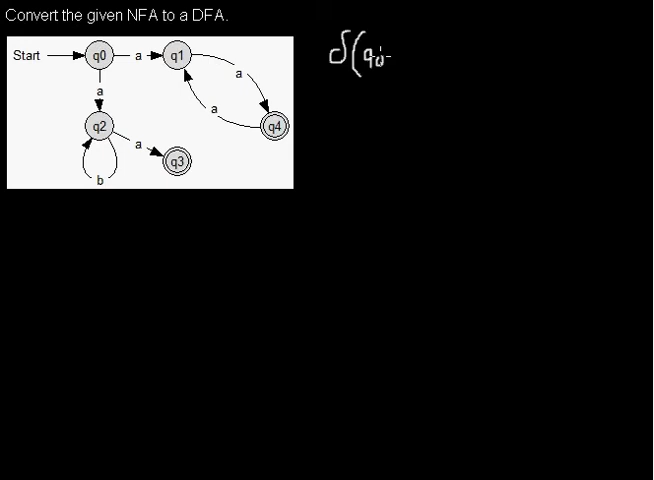 Convert the given NFA to a DFA.
Start q0 a q1
a
a
a
q2 a q3 q4
b
δ(q0